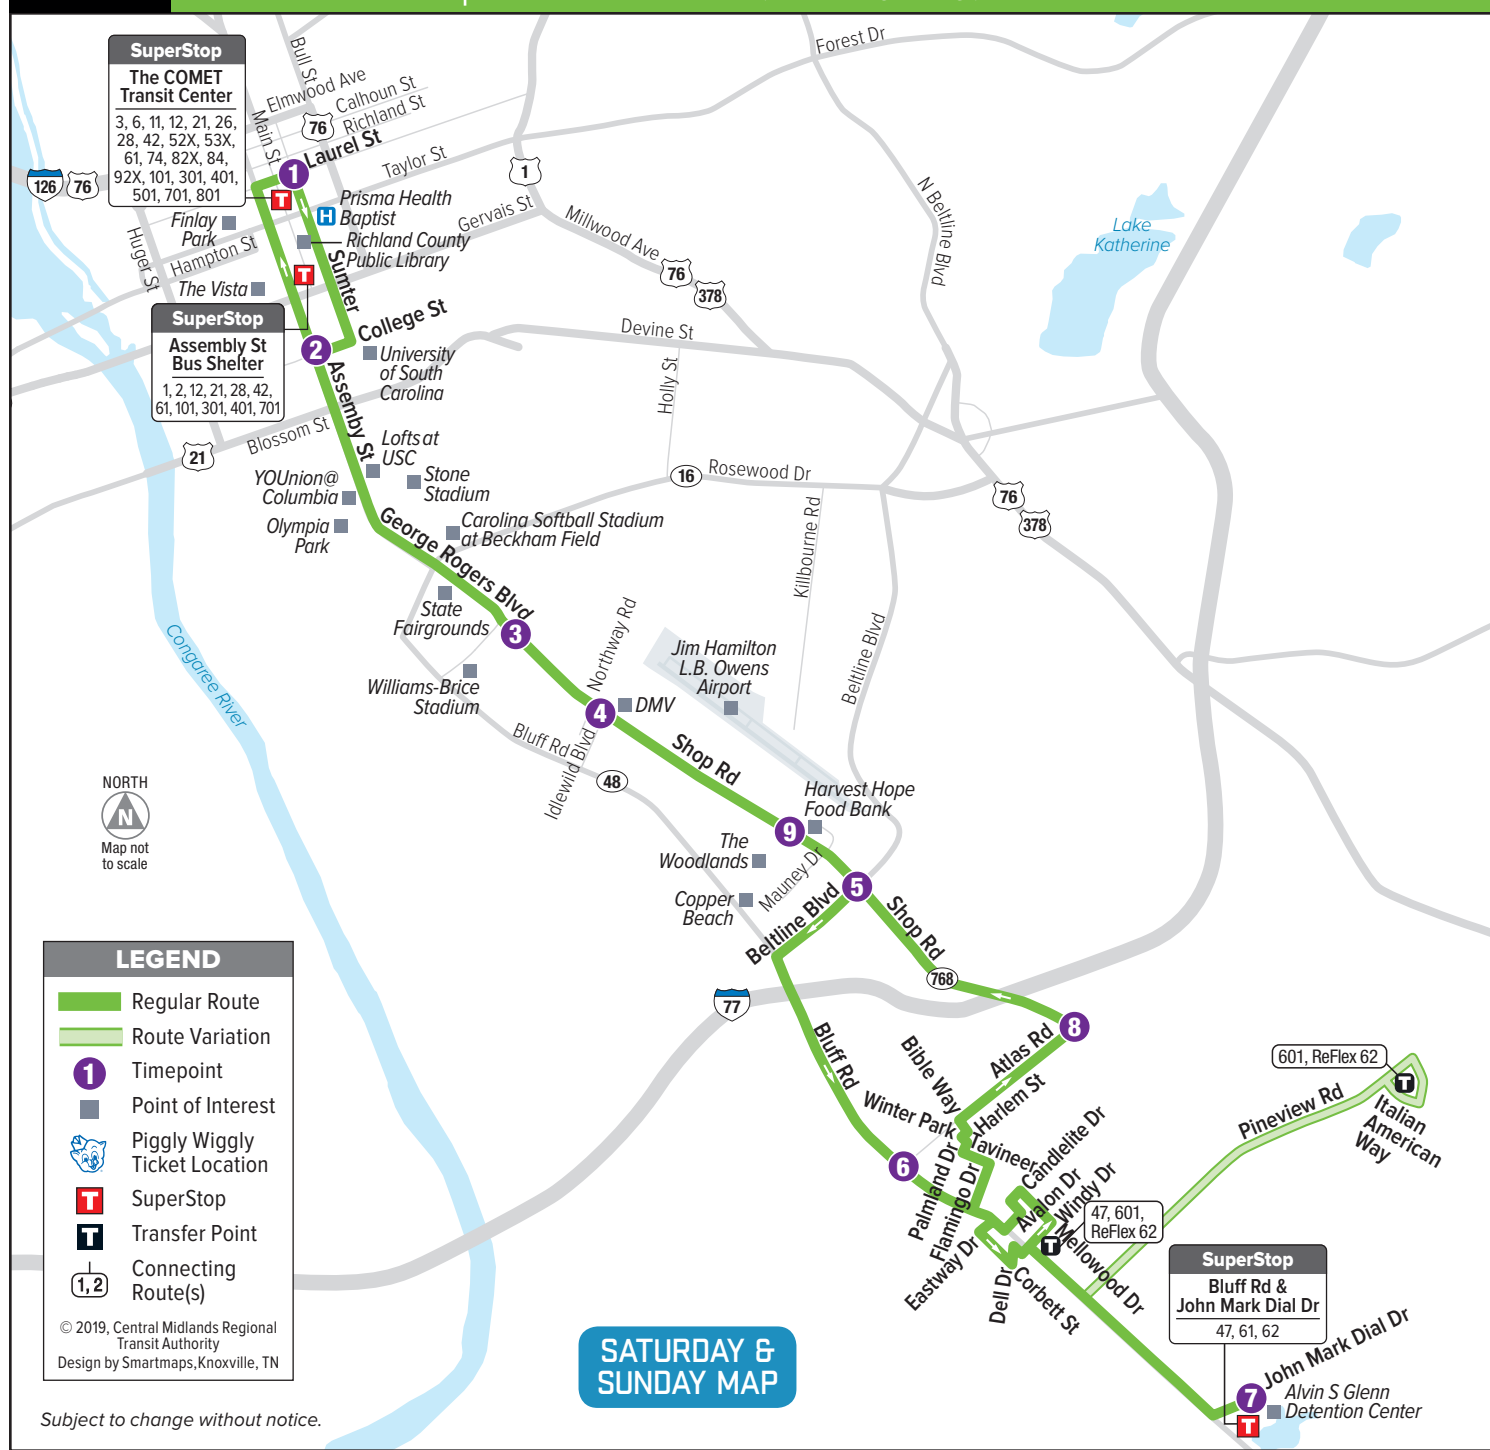 SuperStop
The COMET
Transit Center
3, 6, 11, 12, 21, 26,
28, 42, 52X, 53X,
61, 74, 82X, 84,
92X, 101, 301, 401,
501, 701, 801
Bull St
Elmwood Ave
Calhoun St
Richland St
Main St
76
Laurel St
Taylor St
Forest Dr
126
76
1
1
T
H
Prisma Health
Baptist
Gervais St
Millwood Ave
N Beltline Blvd
Lake
Katherine
Finlay
Park
Richland County
Public Library
Huger St
Hampton St
Sumter
T
The Vista
76
378
SuperStop
Assembly St
Bus Shelter
1, 2, 12, 21, 28, 42,
61, 101, 301, 401, 701
College St
2
University
of South
Carolina
Devine St
Holly St
Assemby St
Blossom St
21
Lofts at
USC
Stone
Stadium
YOUnion@
Columbia
Olympia
Park
16
Rosewood Dr
76
378
Killbourne Rd
Carolina Softball Stadium
at Beckham Field
George Rogers Blvd
State
Fairgrounds
3
Northway Rd
Jim Hamilton
L.B. Owens
Airport
Beltline Blvd
Congaree River
Williams-Brice
Stadium
DMV
4
Bluff Rd
Idlewild Blvd
48
Shop Rd
Harvest Hope
Food Bank
9
The
Woodlands
Mauney Dr
Copper
Beach
5
Beltline Blvd
Shop Rd
768
NORTH
N
Map not
to scale
77
8
Bluff Rd
Bible Way
Atlas Rd
Harlem St
Winter Park
Tavineer
Candlelite Dr
6
Palmland Dr
Flamingo Dr
Avalon Dr
Windy Dr
Eastway Dr
Dell Dr
Corbett St
Mellowood Dr
T
47, 601,
ReFlex 62
Pineview Rd
601, ReFlex 62
T
Italian
American
Way
SuperStop
Bluff Rd &
John Mark Dial Dr
47, 61, 62
John Mark Dial Dr
7
T
Alvin S Glenn
Detention Center
LEGEND
Regular Route
Route Variation
1
Timepoint
Point of Interest
Piggly Wiggly
Ticket Location
T
SuperStop
T
Transfer Point
1, 2
Connecting
Route(s)
© 2019, Central Midlands Regional
Transit Authority
Design by Smartmaps,Knoxville, TN
SATURDAY &
SUNDAY MAP
Subject to change without notice.